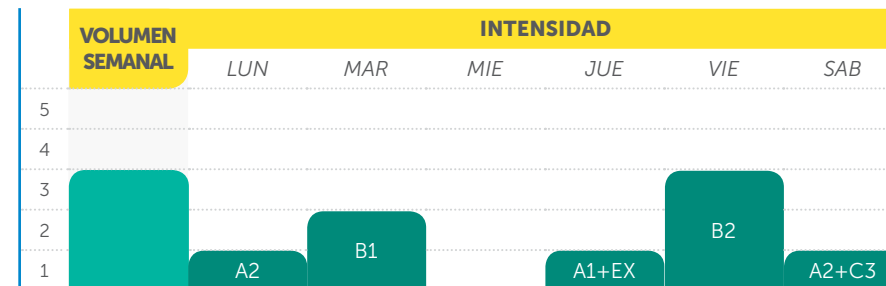 VOLUMEN
SEMANAL
INTENSIDAD
LUN MAR MIE JUE VIE SAB
5
4
3
2
B1
B2
1
A2
A1+EX
A2+C3